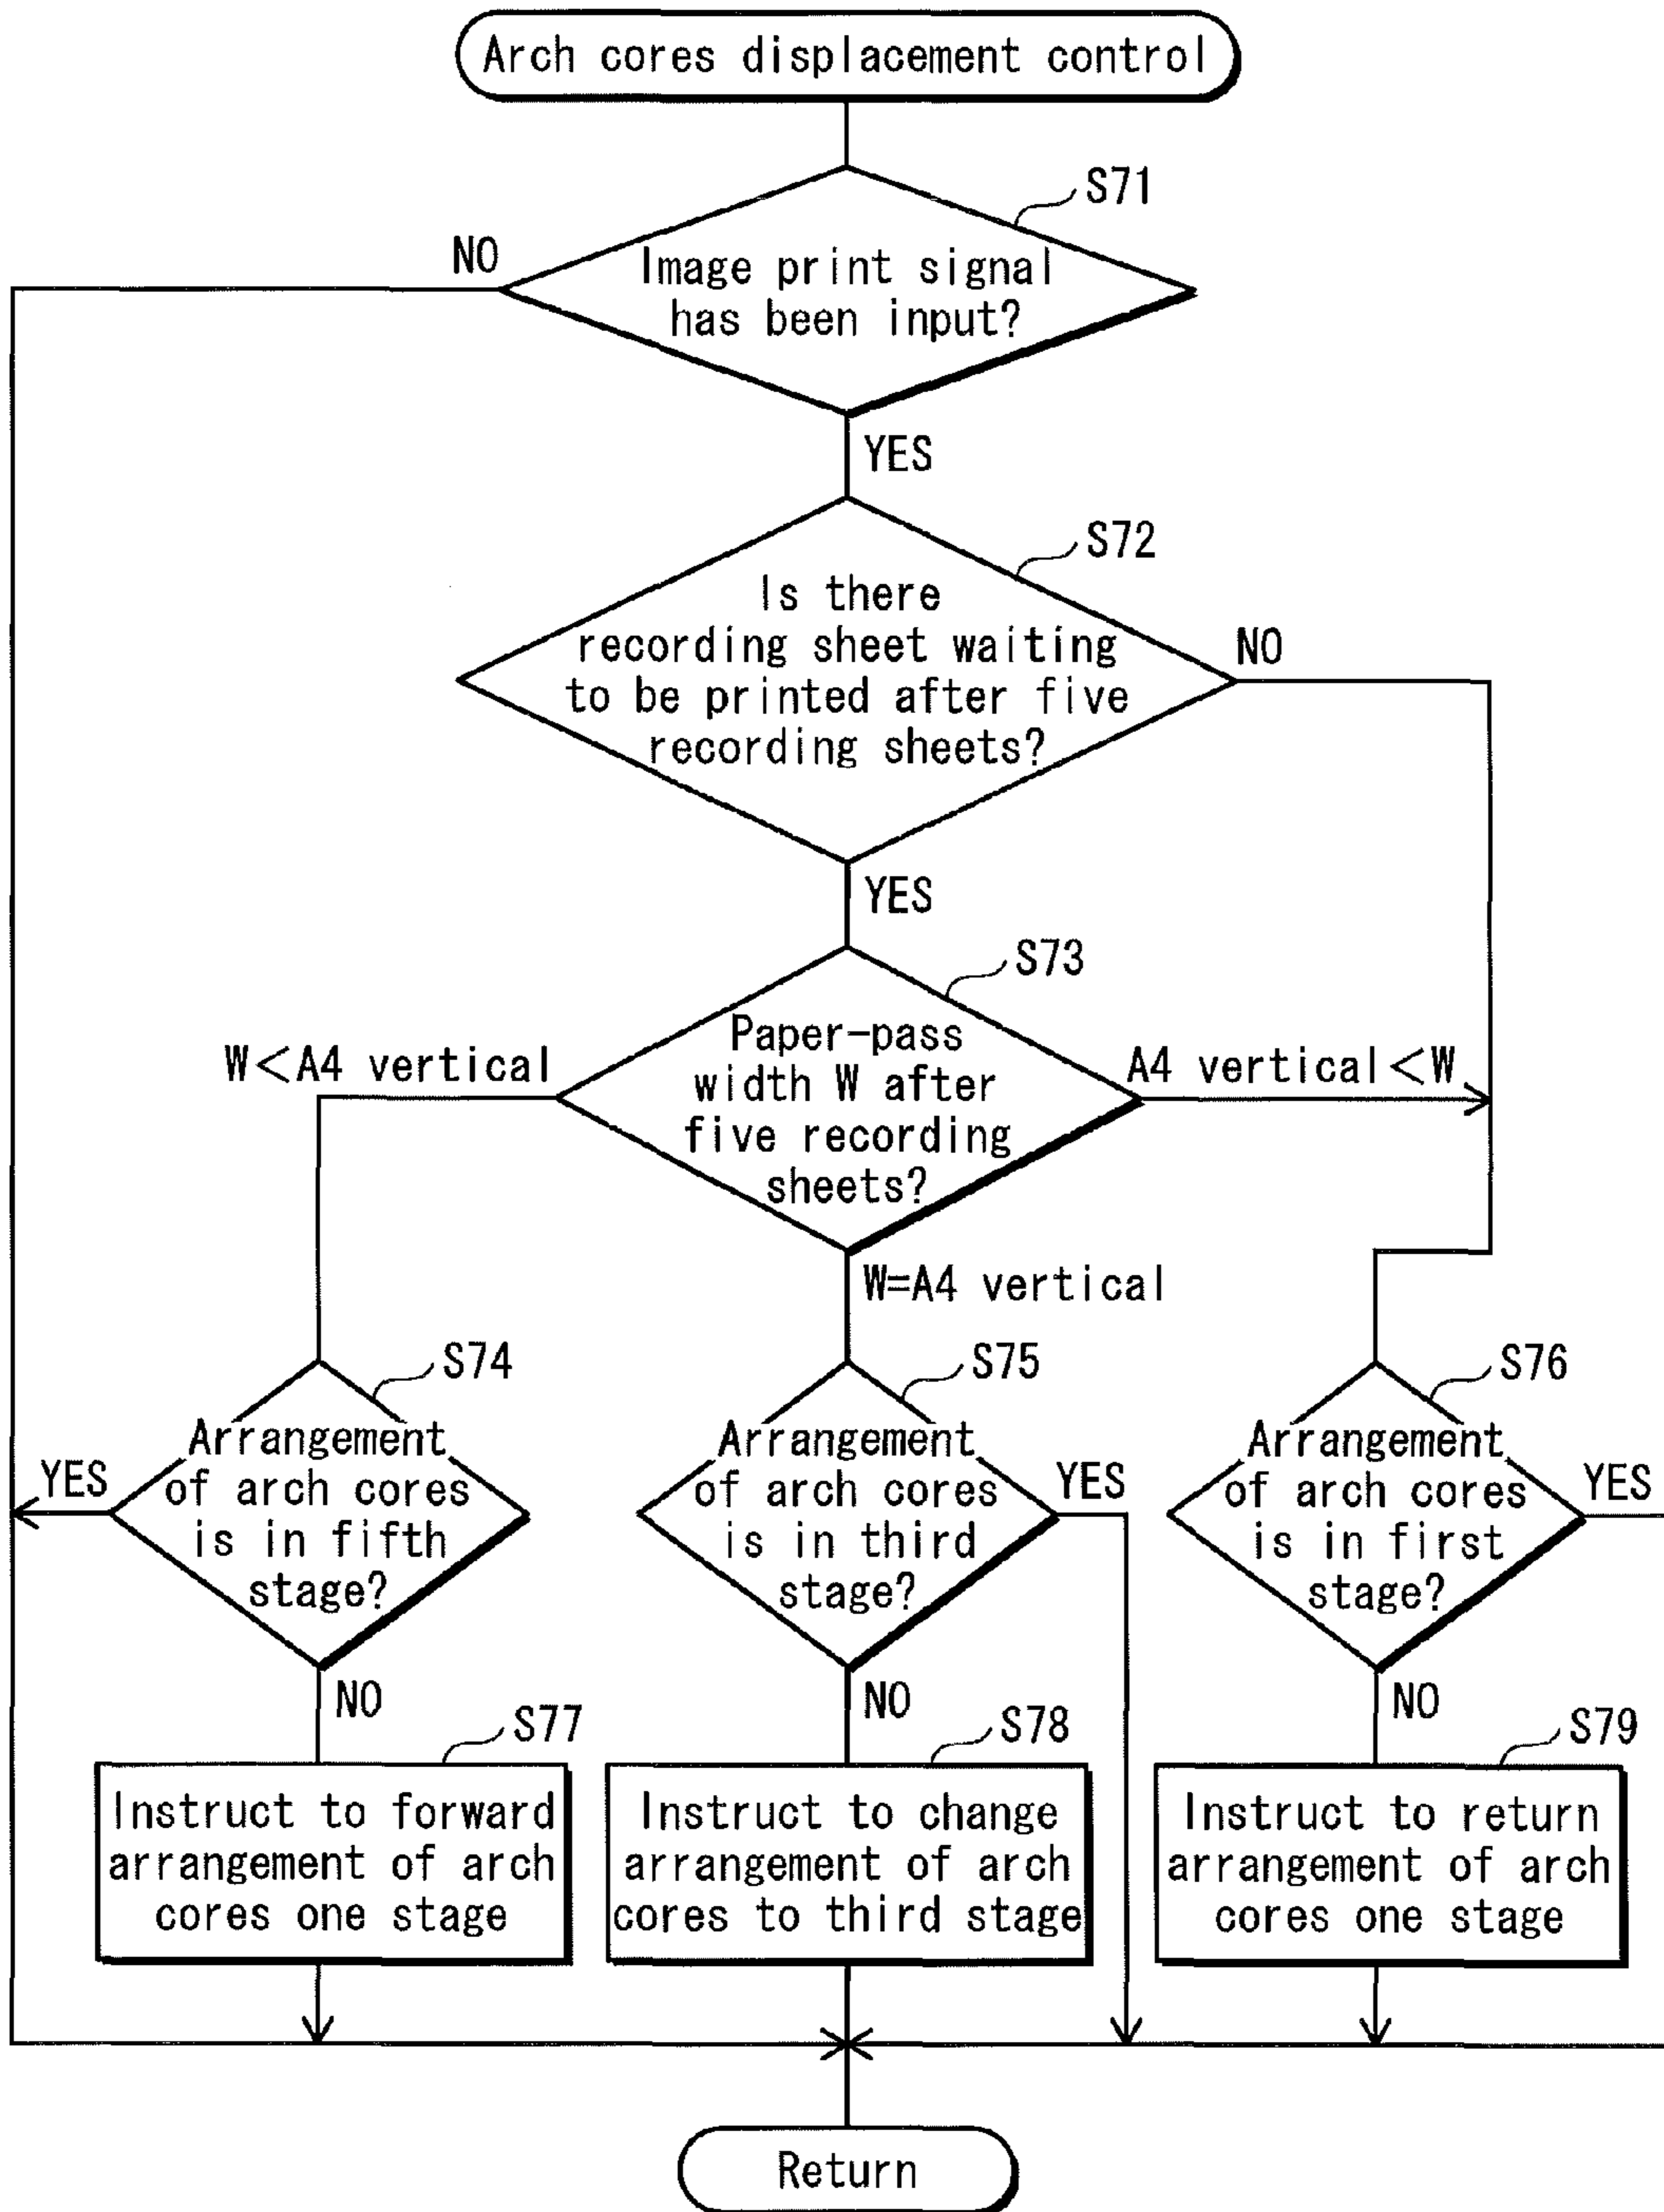 Arch cores displacement control
S71
NO
Image print signal
has been input?
YES
S72
Is there
recording sheet waiting
to be printed after five
recording sheets?
NO
YES
S73
Paper-pass
width W after
five recording
sheets?
W<A4 vertical
A4 vertical<W
W=A4 vertical
S74
Arrangement
of arch cores
is in fifth
stage?
YES
NO
S75
Arrangement
of arch cores
is in third
stage?
YES
NO
S76
Arrangement
of arch cores
is in first
stage?
YES
NO
S77
Instruct to forward
arrangement of arch
cores one stage
S78
Instruct to change
arrangement of arch
cores to third stage
S79
Instruct to return
arrangement of arch
cores one stage
Return